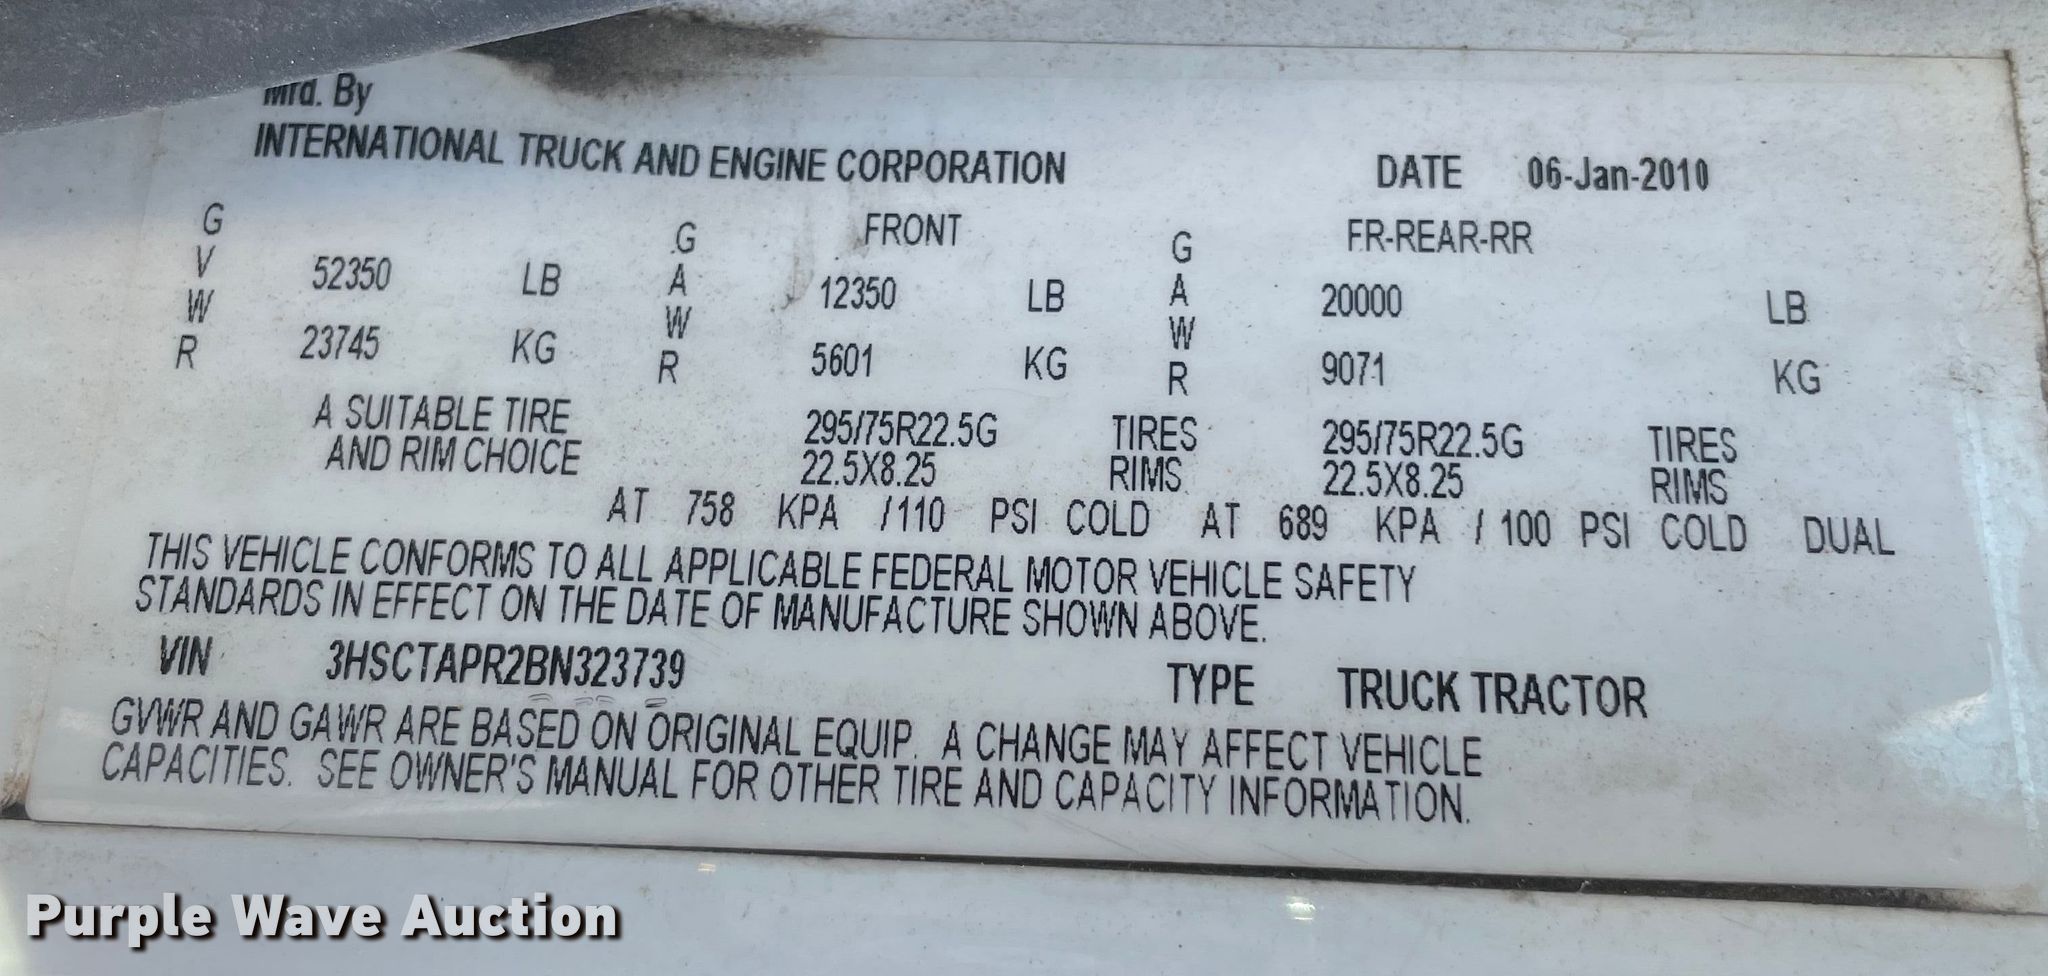 Mfd. By
INTERNATIONAL TRUCK AND ENGINE CORPORATION DATE 06-Jan-2010
GVWR 52350 LB 23745 KG
GAWR FRONT 12350 LB 5601 KG
GAWR FR-REAR-RR 20000 LB 9071 KG
A SUITABLE TIRE 295/75R22.5G TIRES 295/75R22.5G TIRES
AND RIM CHOICE 22.5X8.25 RIMS 22.5X8.25 RIMS
AT 758 KPA /110 PSI COLD AT 689 KPA / 100 PSI COLD DUAL
THIS VEHICLE CONFORMS TO ALL APPLICABLE FEDERAL MOTOR VEHICLE SAFETY
STANDARDS IN EFFECT ON THE DATE OF MANUFACTURE SHOWN ABOVE.
VIN 3HSCTAPR2BN323739 TYPE TRUCK TRACTOR
GVWR AND GAWR ARE BASED ON ORIGINAL EQUIP. A CHANGE MAY AFFECT VEHICLE
CAPACITIES. SEE OWNER'S MANUAL FOR OTHER TIRE AND CAPACITY INFORMATION.
Purple Wave Auction